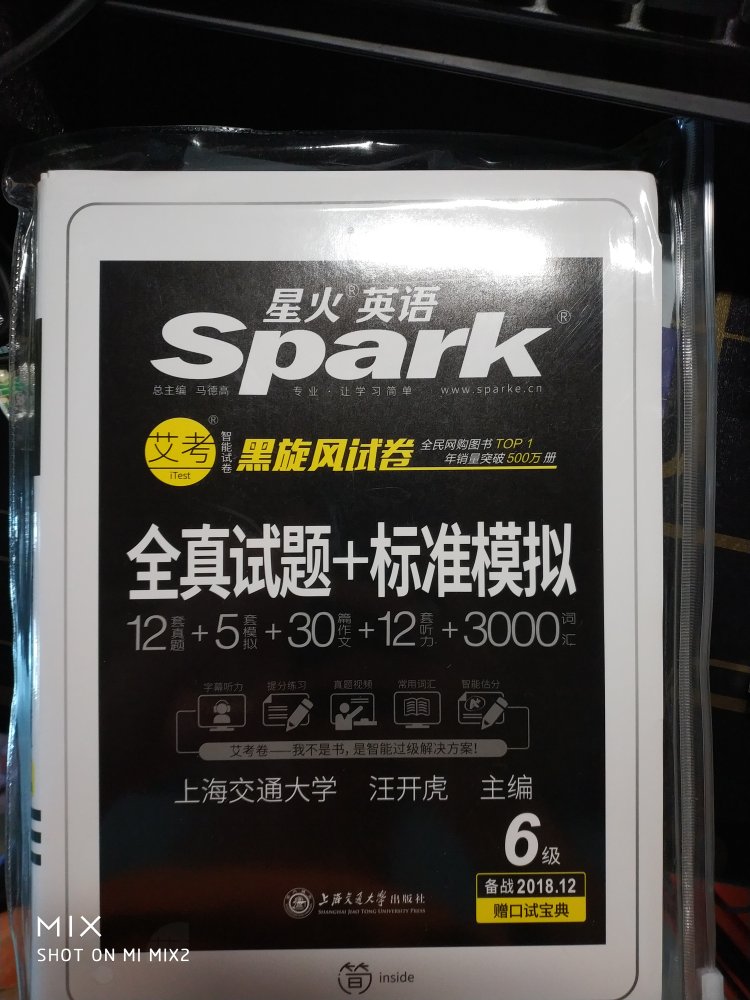 星火®英语
Spark®
总主编 马德高 专业·让学习简单 www.sparke.cn
艾考®
iTest
智能试卷
黑旋风试卷
全民网购图书 TOP 1
年销量突破500万册
全真试题+标准模拟
12套真题+5套模拟+30篇作文+12套听力+3000词汇
字幕听力 提分练习 真题视频 常用词汇 智能估分
艾考卷——我不是书,是智能过级解决方案!
上海交通大学 汪开虎 主编
6级
备战2018.12
赠口试宝典
上海交通大学出版社
SHANGHAI JIAO TONG UNIVERSITY PRESS
简 inside
MIX
SHOT ON MI MIX2